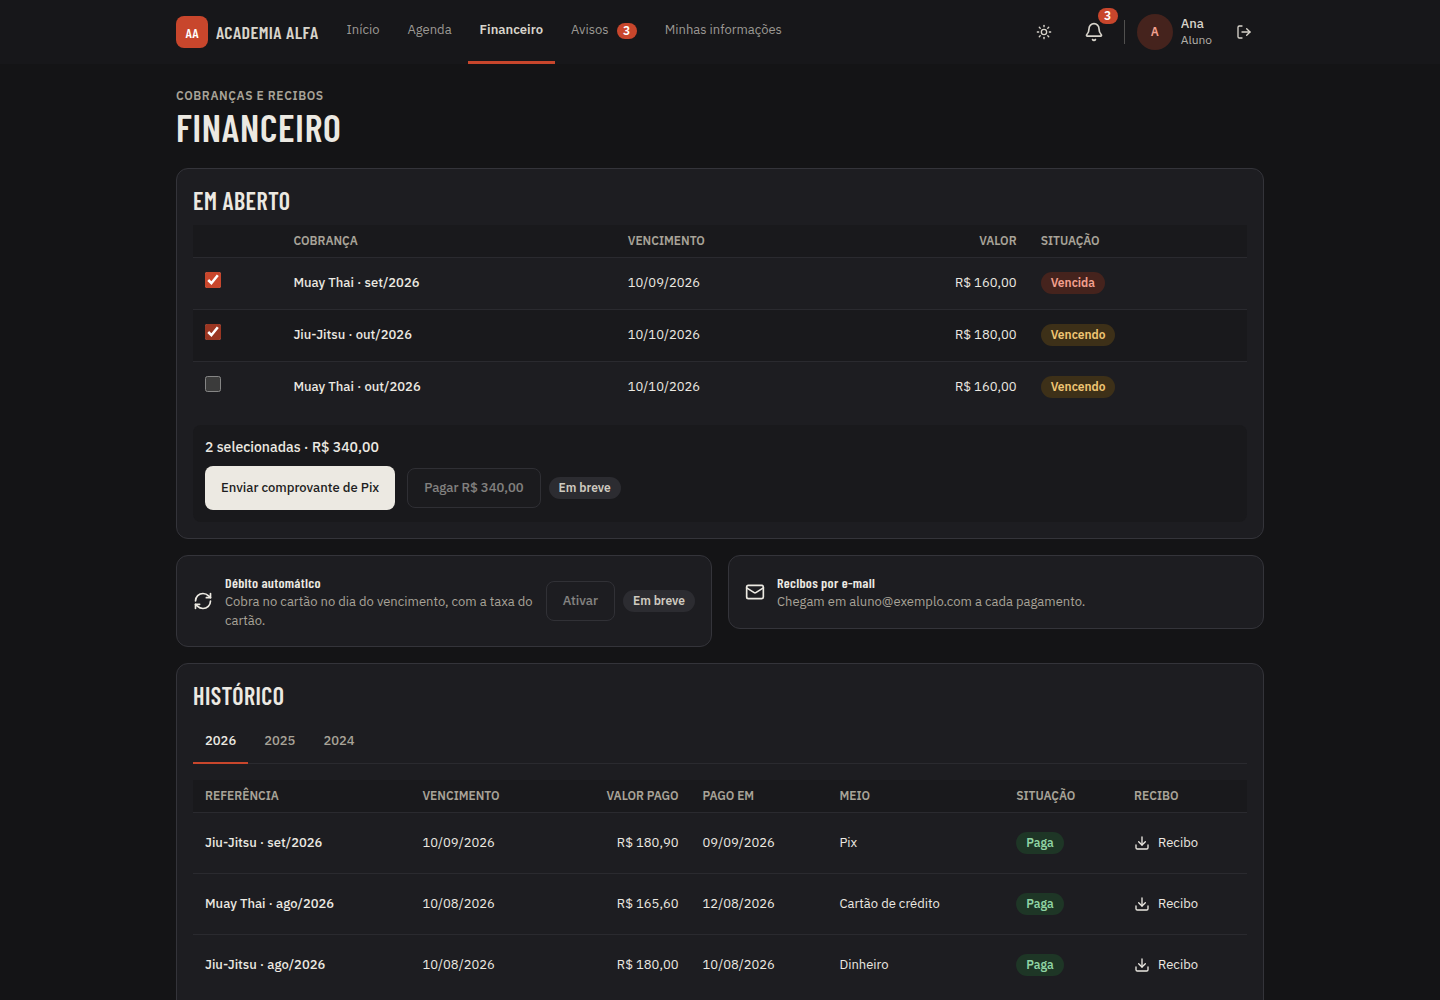 AA ACADEMIA ALFA Início Agenda Financeiro Avisos 3 Minhas informações 3 A Ana
Aluno
COBRANÇAS E RECIBOS
FINANCEIRO
EM ABERTO
COBRANÇA VENCIMENTO VALOR SITUAÇÃO
Muay Thai · set/2026 10/09/2026 R$ 160,00 Vencida
Jiu-Jitsu · out/2026 10/10/2026 R$ 180,00 Vencendo
Muay Thai · out/2026 10/10/2026 R$ 160,00 Vencendo
2 selecionadas · R$ 340,00
Enviar comprovante de Pix Pagar R$ 340,00 Em breve
Débito automático
Cobra no cartão no dia do vencimento, com a taxa do
cartão.
Ativar Em breve
Recibos por e-mail
Chegam em aluno@exemplo.com a cada pagamento.
HISTÓRICO
2026 2025 2024
REFERÊNCIA VENCIMENTO VALOR PAGO PAGO EM MEIO SITUAÇÃO RECIBO
Jiu-Jitsu · set/2026 10/09/2026 R$ 180,90 09/09/2026 Pix Paga Recibo
Muay Thai · ago/2026 10/08/2026 R$ 165,60 12/08/2026 Cartão de crédito Paga Recibo
Jiu-Jitsu · ago/2026 10/08/2026 R$ 180,00 10/08/2026 Dinheiro Paga Recibo